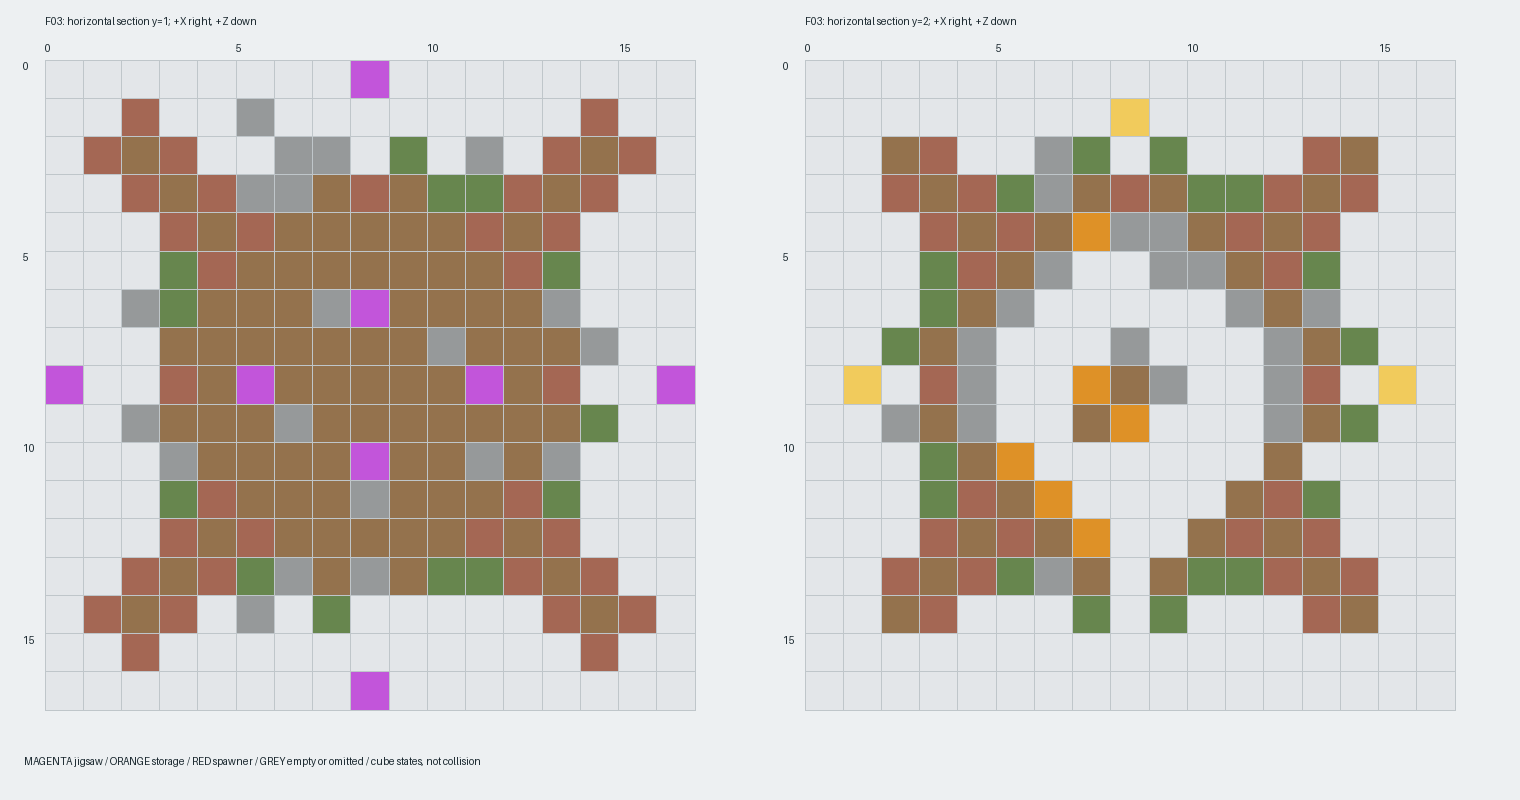 F03: horizontal section y=1; +X right, +Z down
F03: horizontal section y=2; +X right, +Z down
0 5 10 15
0 5 10 15
0
0
5
5
10
10
15
15
MAGENTA jigsaw / ORANGE storage / RED spawner / GREY empty or omitted / cube states, not collision